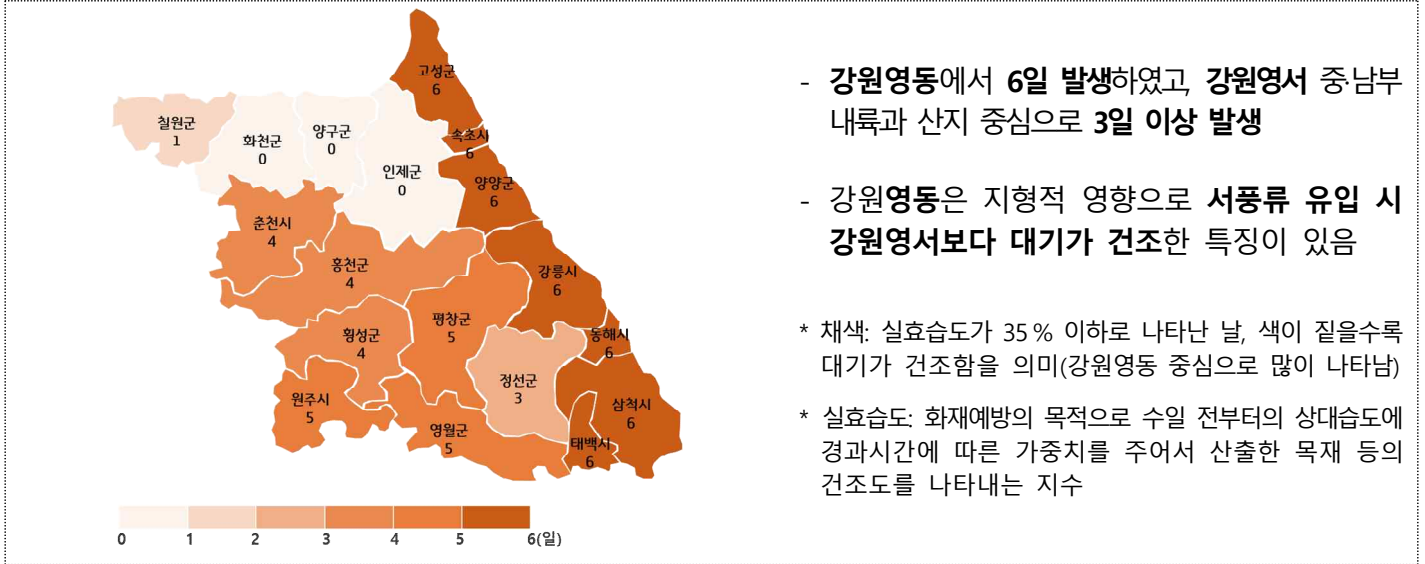 고성군
6
철원군
1
화천군
0
양구군
0
인제군
0
속초시
6
양양군
6
춘천시
4
홍천군
4
강릉시
6
평창군
5
횡성군
4
동해시
6
정선군
3
원주시
5
영월군
5
삼척시
6
태백시
6
0 1 2 3 4 5 6(일)
- 강원영동에서 6일 발생하였고, 강원영서 중·남부
내륙과 산지 중심으로 3일 이상 발생
- 강원영동은 지형적 영향으로 서풍류 유입 시
강원영서보다 대기가 건조한 특징이 있음
* 채색: 실효습도가 35 % 이하로 나타난 날, 색이 짙을수록
대기가 건조함을 의미(강원영동 중심으로 많이 나타남)
* 실효습도: 화재예방의 목적으로 수일 전부터의 상대습도에
경과시간에 따른 가중치를 주어서 산출한 목재 등의
건조도를 나타내는 지수